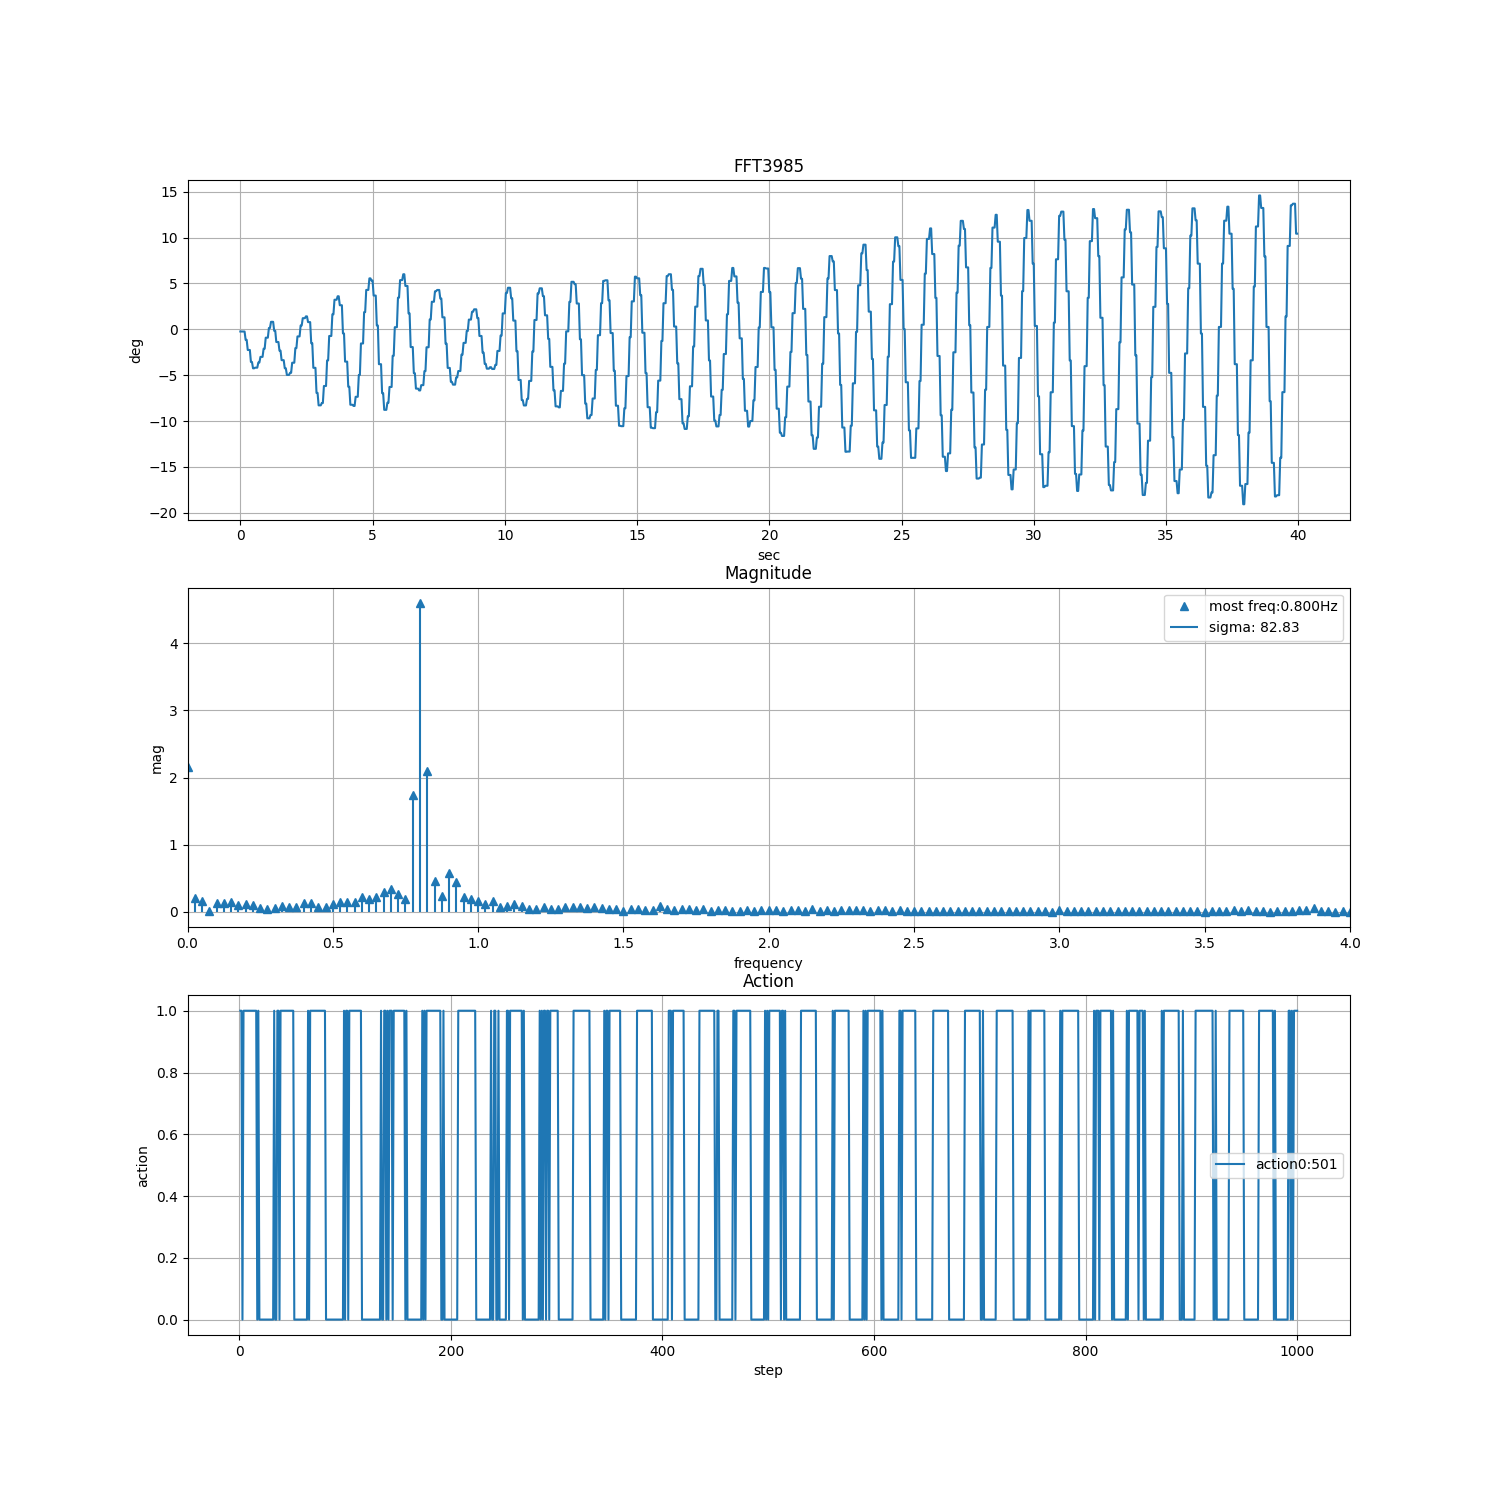 FFT3985
15
10
5
0
−5
−10
−15
−20
deg
0 5 10 15 20 25 30 35 40
sec
Magnitude
most freq:0.800Hz
sigma: 82.83
4
3
2
1
0
mag
0.0 0.5 1.0 1.5 2.0 2.5 3.0 3.5 4.0
frequency
Action
1.0
0.8
0.6
0.4
0.2
0.0
action
action0:501
0 200 400 600 800 1000
step